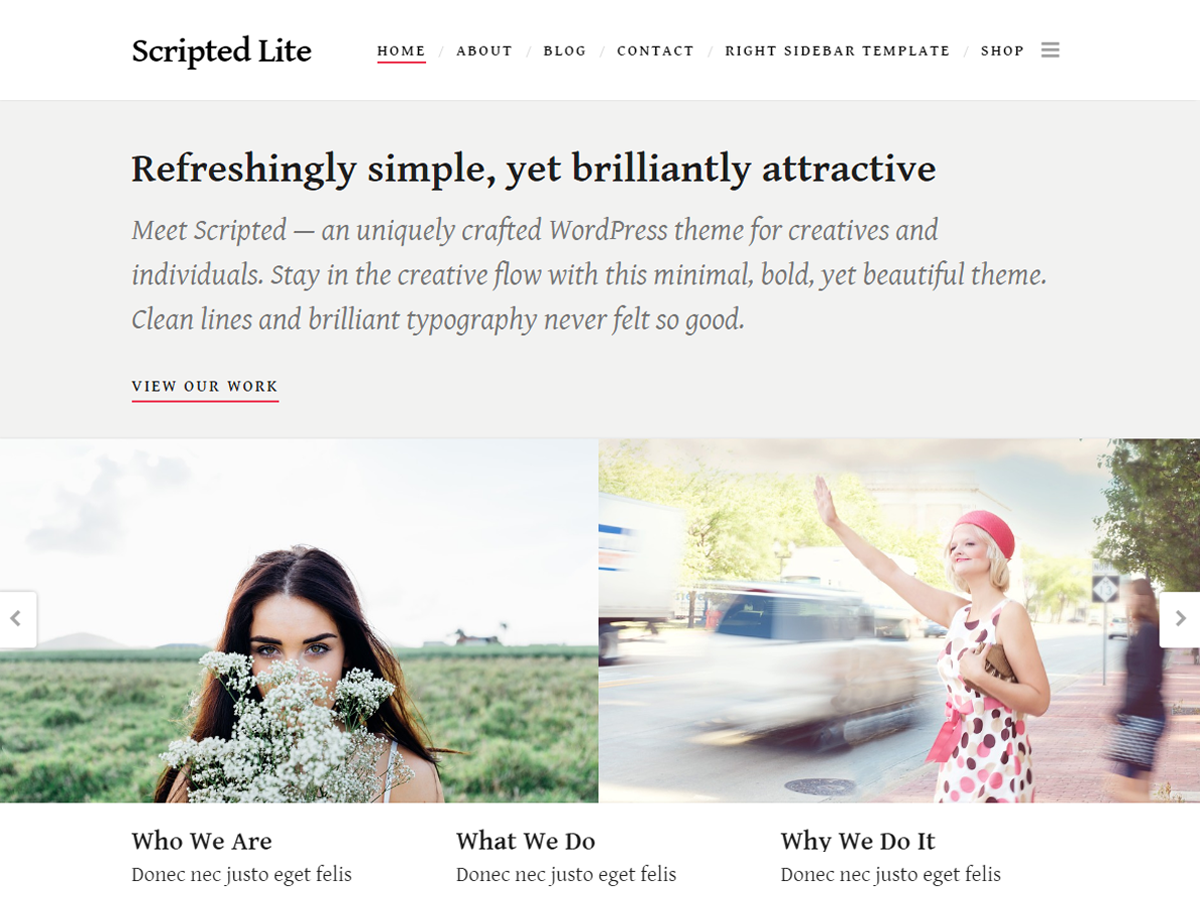 Scripted Lite
HOME / ABOUT / BLOG / CONTACT / RIGHT SIDEBAR TEMPLATE / SHOP
Refreshingly simple, yet brilliantly attractive
Meet Scripted — an uniquely crafted WordPress theme for creatives and
individuals. Stay in the creative flow with this minimal, bold, yet beautiful theme.
Clean lines and brilliant typography never felt so good.
VIEW OUR WORK
Who We Are
What We Do
Why We Do It
Donec nec justo eget felis
Donec nec justo eget felis
Donec nec justo eget felis